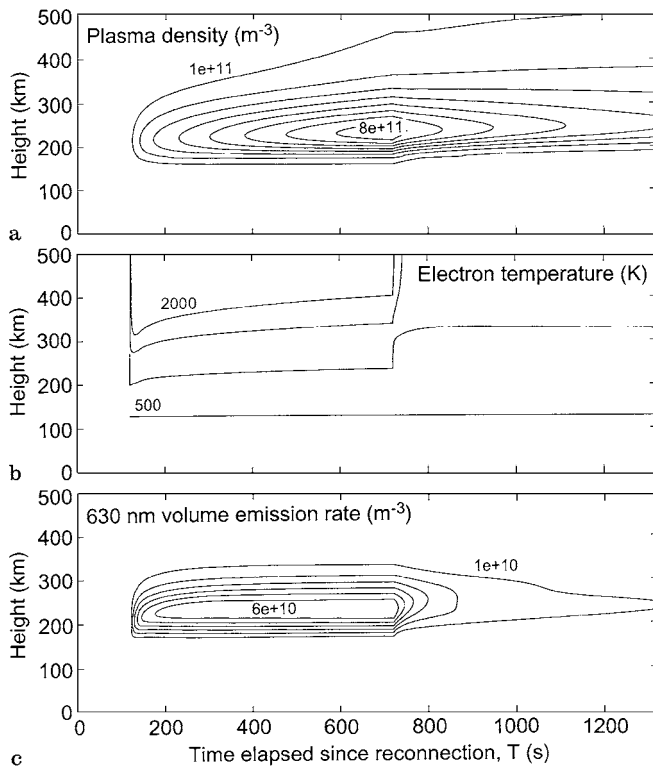 500
400
300
200
100
0
Height (km)
Plasma density (m-3)
1e+11
8e+11
a
500
400
300
200
100
0
Height (km)
Electron temperature (K)
2000
500
b
500
400
300
200
100
0
Height (km)
630 nm volume emission rate (m-3)
1e+10
6e+10
0 200 400 600 800 1000 1200
Time elapsed since reconnection, T (s)
c